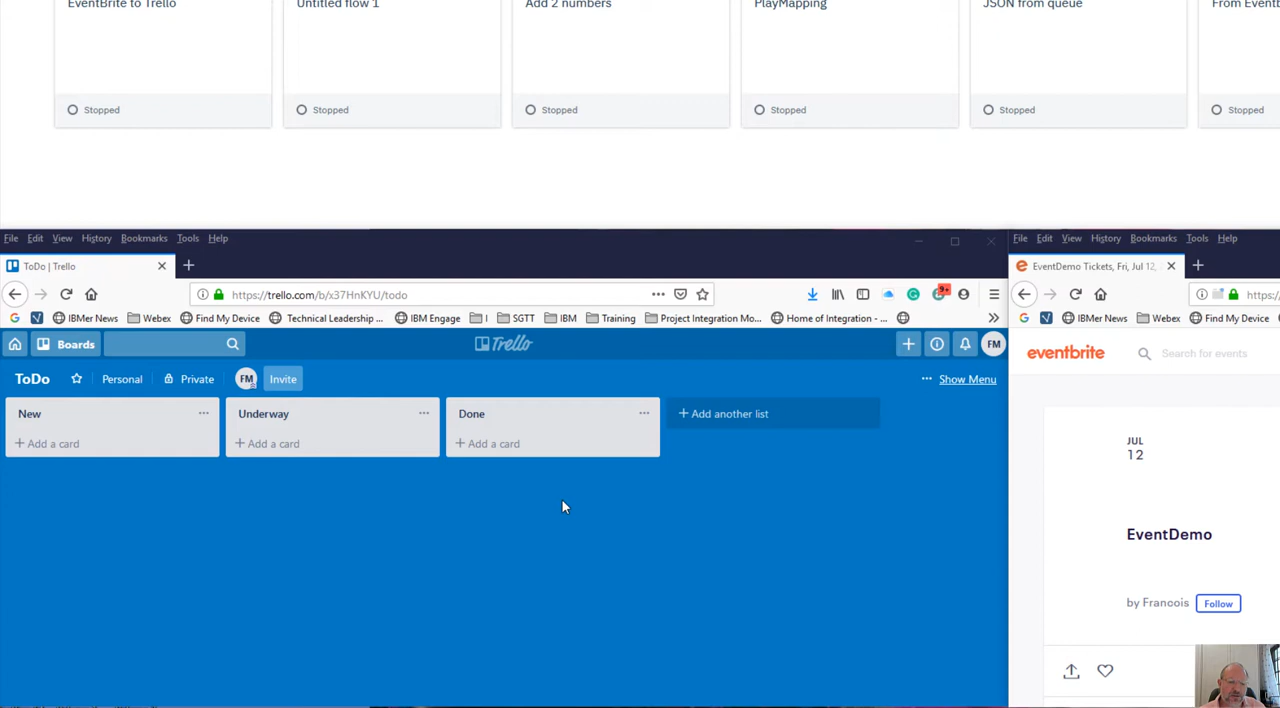 EventBrite to Trello
Untitled flow 1
Add 2 numbers
PlayMapping
JSON from queue
From Eventb
Stopped
Stopped
Stopped
Stopped
Stopped
Stopped
File Edit View History Bookmarks Tools Help
ToDo | Trello
https://trello.com/b/x37HnKYU/todo
9+
IBMer News Webex Find My Device Technical Leadership ... IBM Engage I SGTT IBM Training Project Integration Mo... Home of Integration - ...
Boards
Trello
FM
ToDo Personal Private FM Invite
... Show Menu
New
+ Add a card
Underway
+ Add a card
Done
+ Add a card
+ Add another list
File Edit View History Bookmarks Tools Help
EventDemo Tickets, Fri, Jul 12,
https:/
G IBMer News Webex Find My Device
eventbrite
Search for events
JUL
12
EventDemo
by Francois Follow